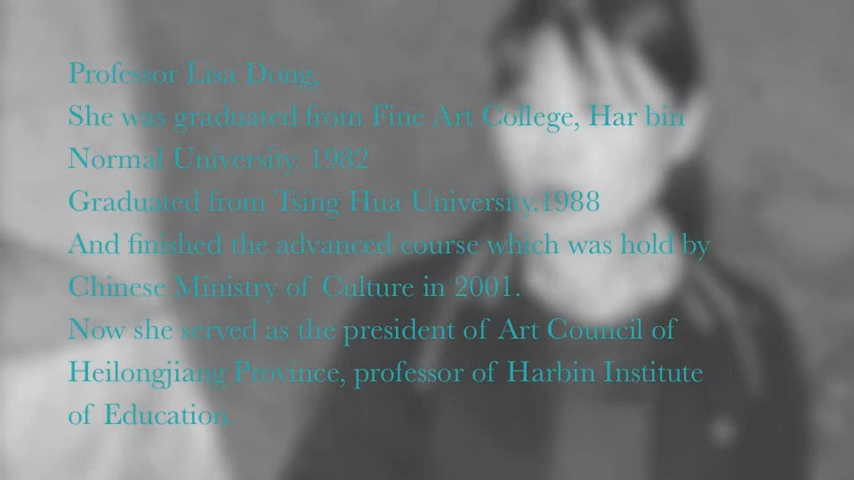 Professor Lisa Dong,
She was graduated from Fine Art College, Har bin
Normal University. 1982
Graduated from Tsing Hua University.1988
And finished the advanced course which was hold by
Chinese Ministry of Culture in 2001.
Now she served as the president of Art Council of
Heilongjiang Province, professor of Harbin Institute
of Education.